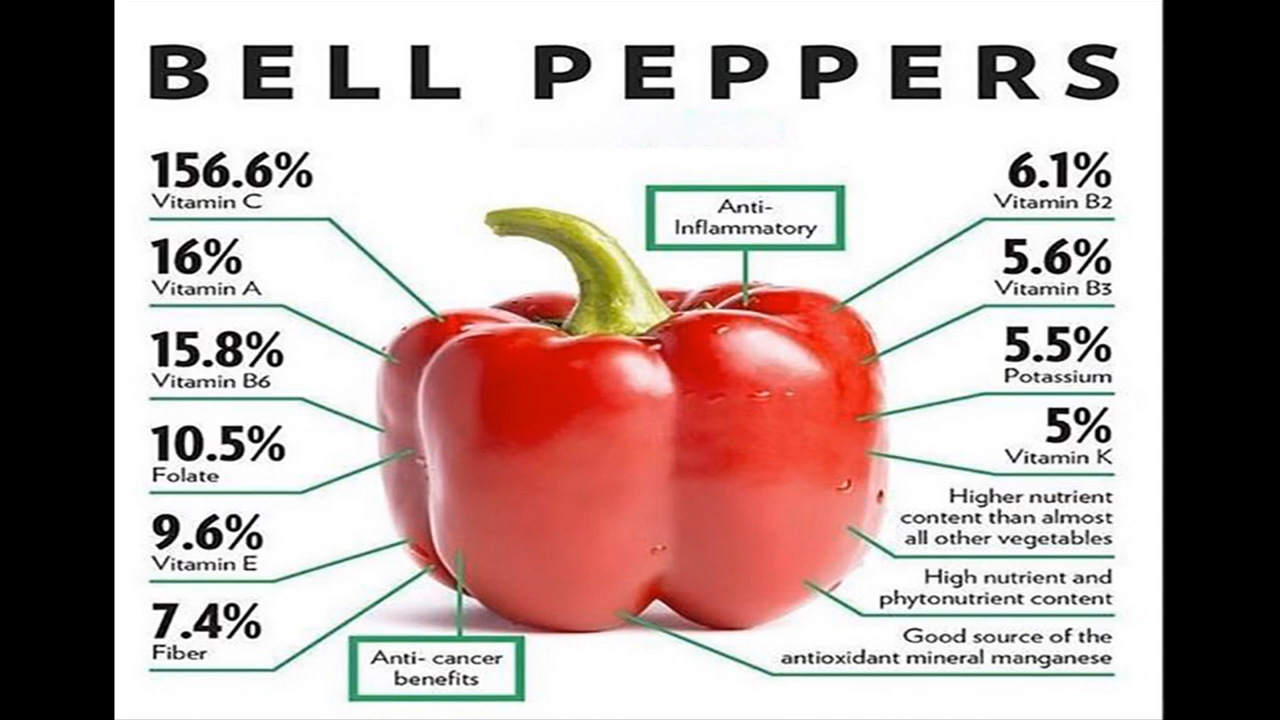 BELL PEPPERS
156.6%
Vitamin C
16%
Vitamin A
15.8%
Vitamin B6
10.5%
Folate
9.6%
Vitamin E
7.4%
Fiber
Anti- cancer
benefits
Anti-
Inflammatory
6.1%
Vitamin B2
5.6%
Vitamin B3
5.5%
Potassium
5%
Vitamin K
Higher nutrient
content than almost
all other vegetables
High nutrient and
phytonutrient content
Good source of the
antioxidant mineral manganese